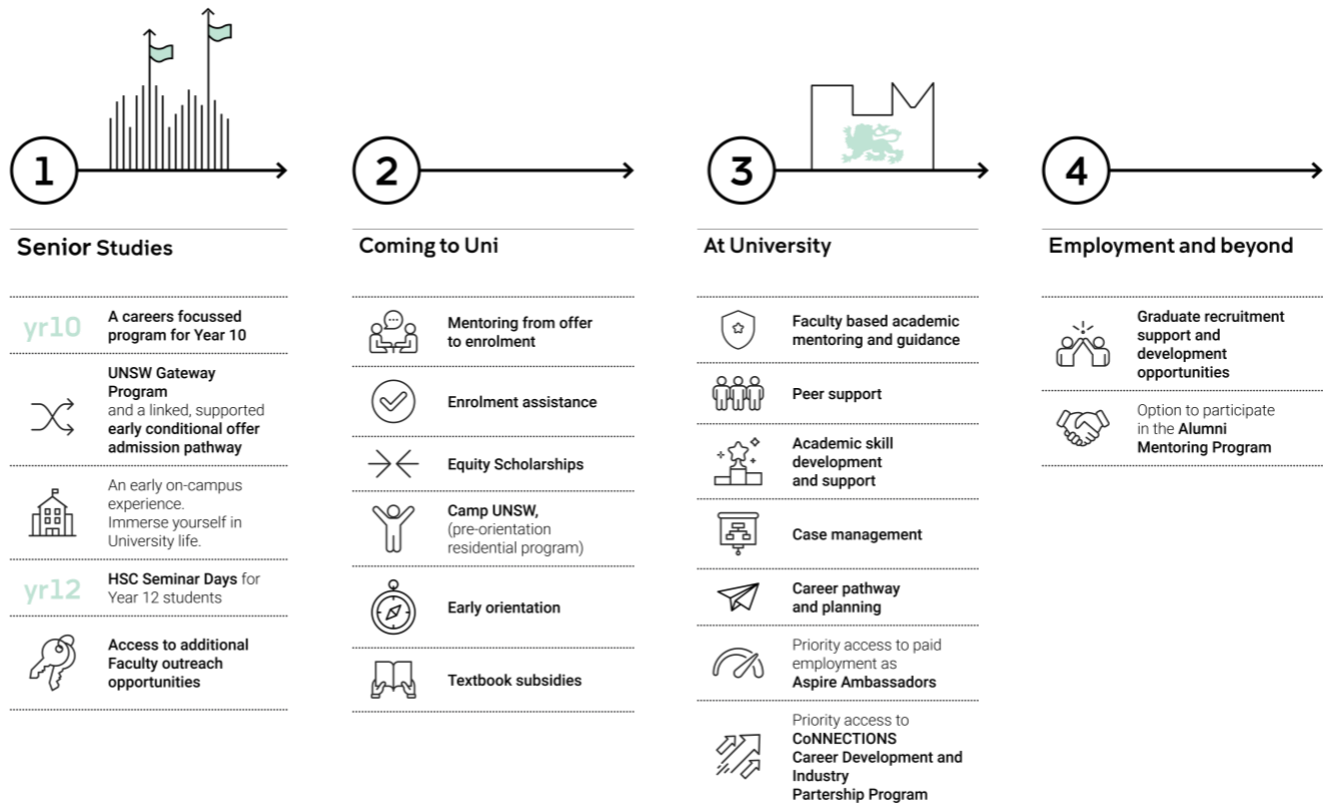 1
Senior Studies
yr10
A careers focussed
program for Year 10
UNSW Gateway
Program
and a linked, supported
early conditional offer
admission pathway
An early on-campus
experience.
Immerse yourself in
University life.
yr12
HSC Seminar Days for
Year 12 students
Access to additional
Faculty outreach
opportunities
2
Coming to Uni
Mentoring from offer
to enrolment
Enrolment assistance
Equity Scholarships
Camp UNSW,
(pre-orientation
residential program)
Early orientation
Textbook subsidies
3
At University
Faculty based academic
mentoring and guidance
Peer support
Academic skill
development
and support
Case management
Career pathway
and planning
Priority access to paid
employment as
Aspire Ambassadors
Priority access to
CoNNECTIONS
Career Development and
Industry
Partership Program
4
Employment and beyond
Graduate recruitment
support and
development
opportunities
Option to participate
in the Alumni
Mentoring Program